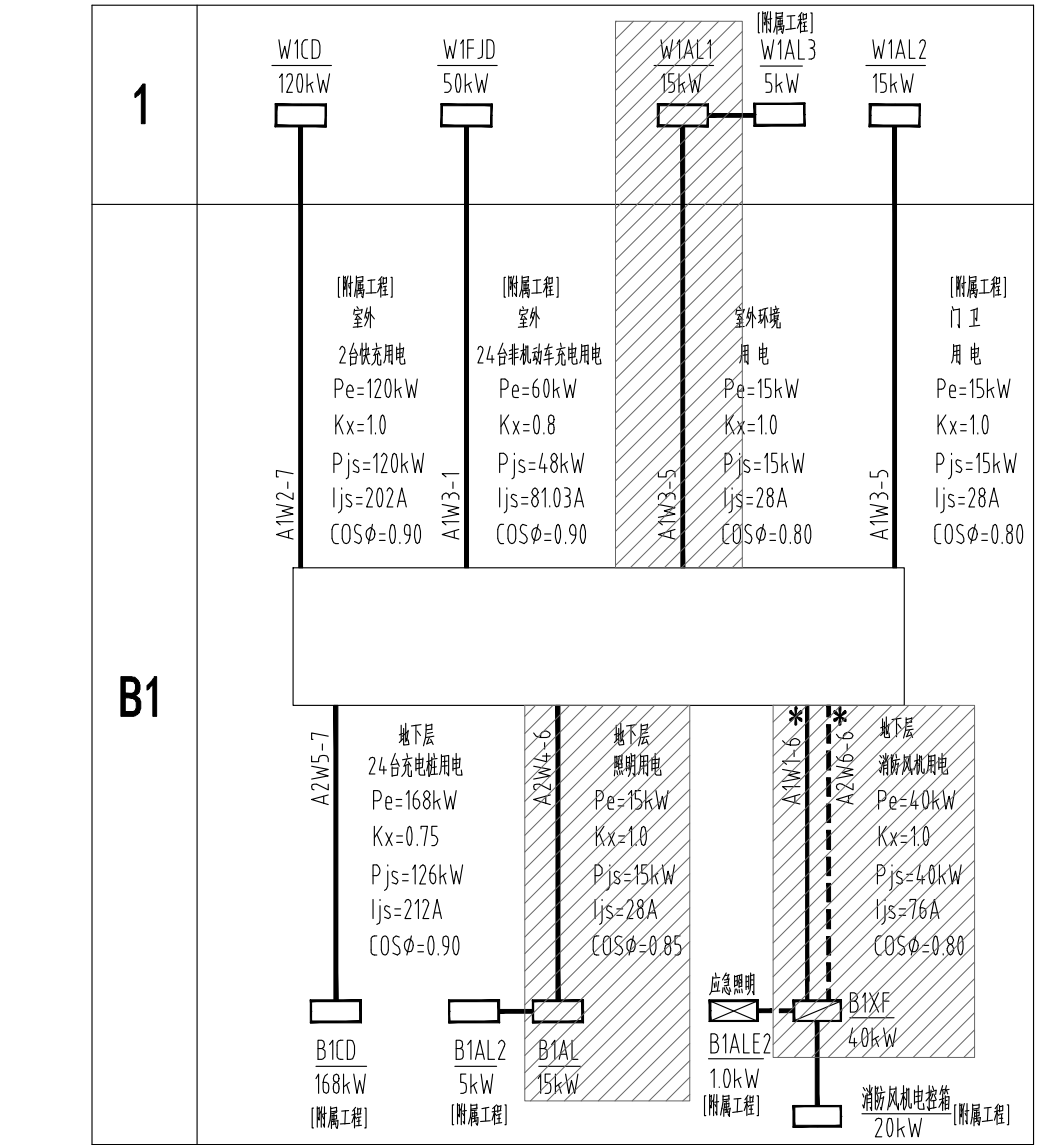 1
W1CD
120kW
W1FJD
50kW
W1AL1
15kW
[附属工程]
W1AL3
5kW
W1AL2
15kW
B1
A1W2-7
[附属工程]
室外
2台快充用电
Pe=120kW
Kx=1.0
Pjs=120kW
Ijs=202A
COSφ=0.90
A1W3-1
[附属工程]
室外
24台非机动车充电用电
Pe=60kW
Kx=0.8
Pjs=48kW
Ijs=81.03A
COSφ=0.90
A1W3-5
室外环境
用电
Pe=15kW
Kx=1.0
Pjs=15kW
Ijs=28A
COSφ=0.80
A1W3-5
[附属工程]
门卫
用电
Pe=15kW
Kx=1.0
Pjs=15kW
Ijs=28A
COSφ=0.80
A2W5-7
地下层
24台充电桩用电
Pe=168kW
Kx=0.75
Pjs=126kW
Ijs=212A
COSφ=0.90
B1CD
168kW
[附属工程]
A2W4-6
地下层
照明用电
Pe=15kW
Kx=1.0
Pjs=15kW
Ijs=28A
COSφ=0.85
B1AL2
5kW
[附属工程]
B1AL
15kW
*
A1W1-6
*
A2W6-6
地下层
消防风机用电
Pe=40kW
Kx=1.0
Pjs=40kW
Ijs=76A
COSφ=0.80
应急照明
B1ALE2
1.0kW
[附属工程]
B1XF
40kW
消防风机电控箱
20kW
[附属工程]